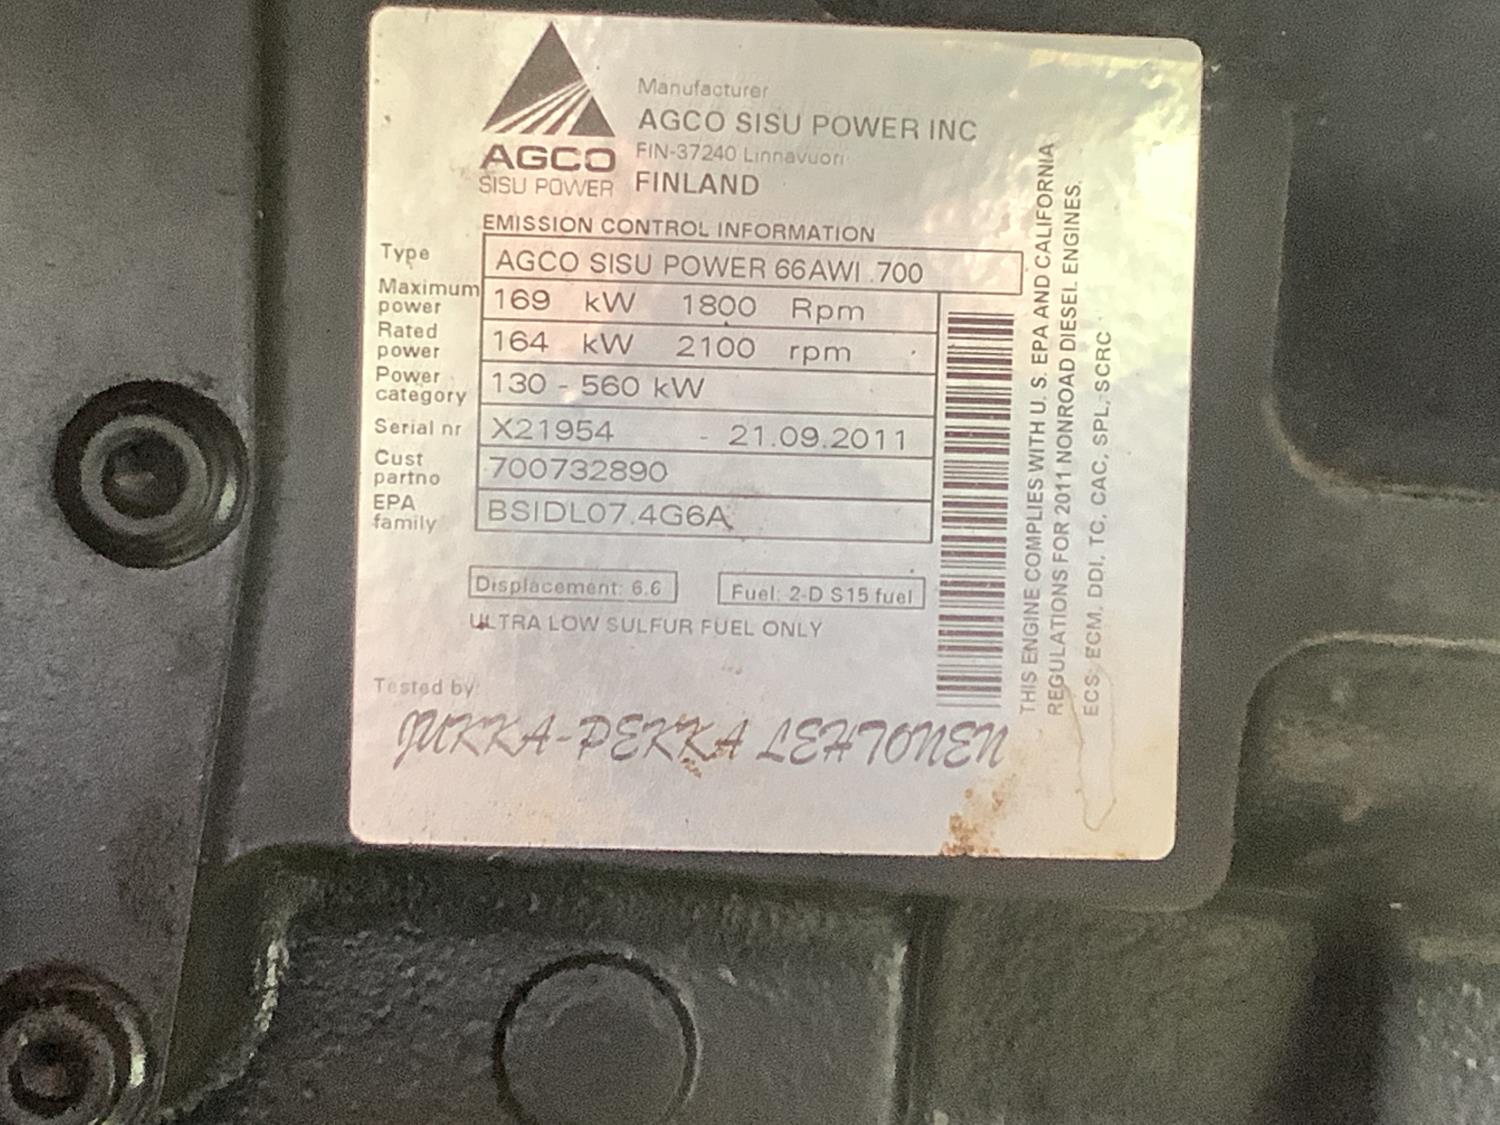 AGCO
SISU POWER
Manufacturer
AGCO SISU POWER INC
FIN-37240 Linnavuori
FINLAND
EMISSION CONTROL INFORMATION
Type AGCO SISU POWER 66AWI .700
Maximum power 169 kW 1800 Rpm
Rated power 164 kW 2100 rpm
Power category 130 - 560 kW
Serial nr X21954 - 21.09.2011
Cust partno 700732890
EPA family BSIDL07.4G6A
Displacement: 6.6 Fuel: 2-D S15 fuel
ULTRA LOW SULFUR FUEL ONLY
Tested by:
JUKKA-PEKKA LEHTONEN
THIS ENGINE COMPLIES WITH U. S. EPA AND CALIFORNIA
REGULATIONS FOR 2011 NONROAD DIESEL ENGINES.
ECS: ECM, DDI, TC, CAC, SPL, SCRC